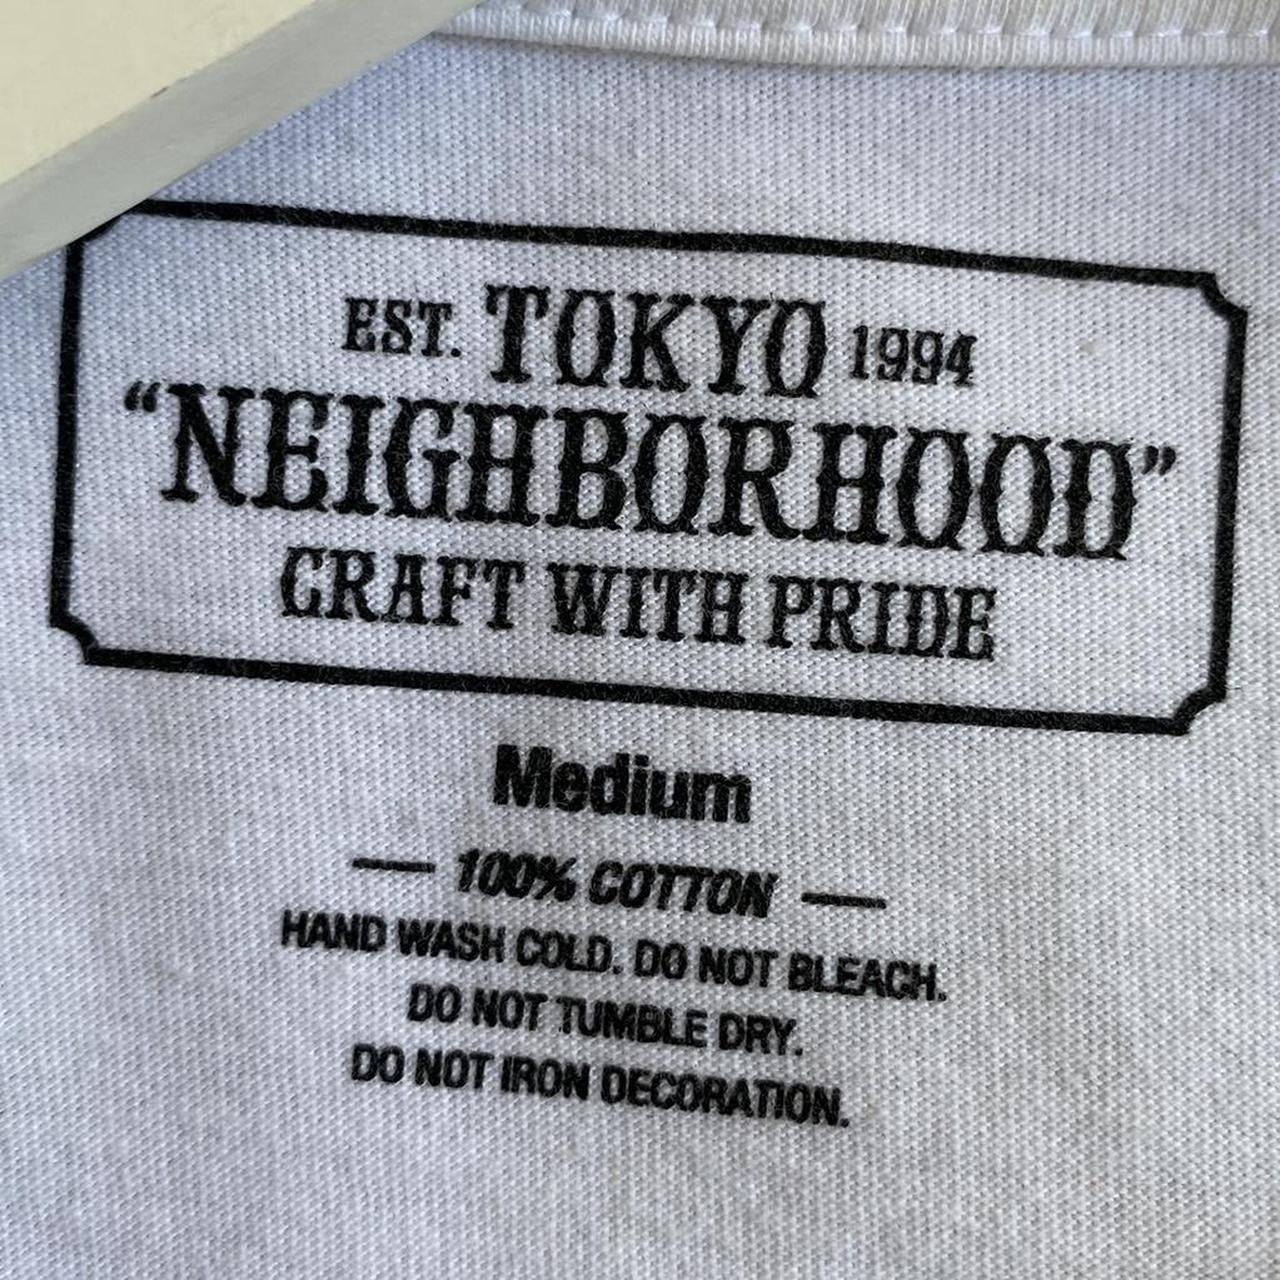 EST. TOKYO 1994
“NEIGHBORHOOD”
CRAFT WITH PRIDE
Medium
— 100% COTTON —
HAND WASH COLD. DO NOT BLEACH.
DO NOT TUMBLE DRY.
DO NOT IRON DECORATION.